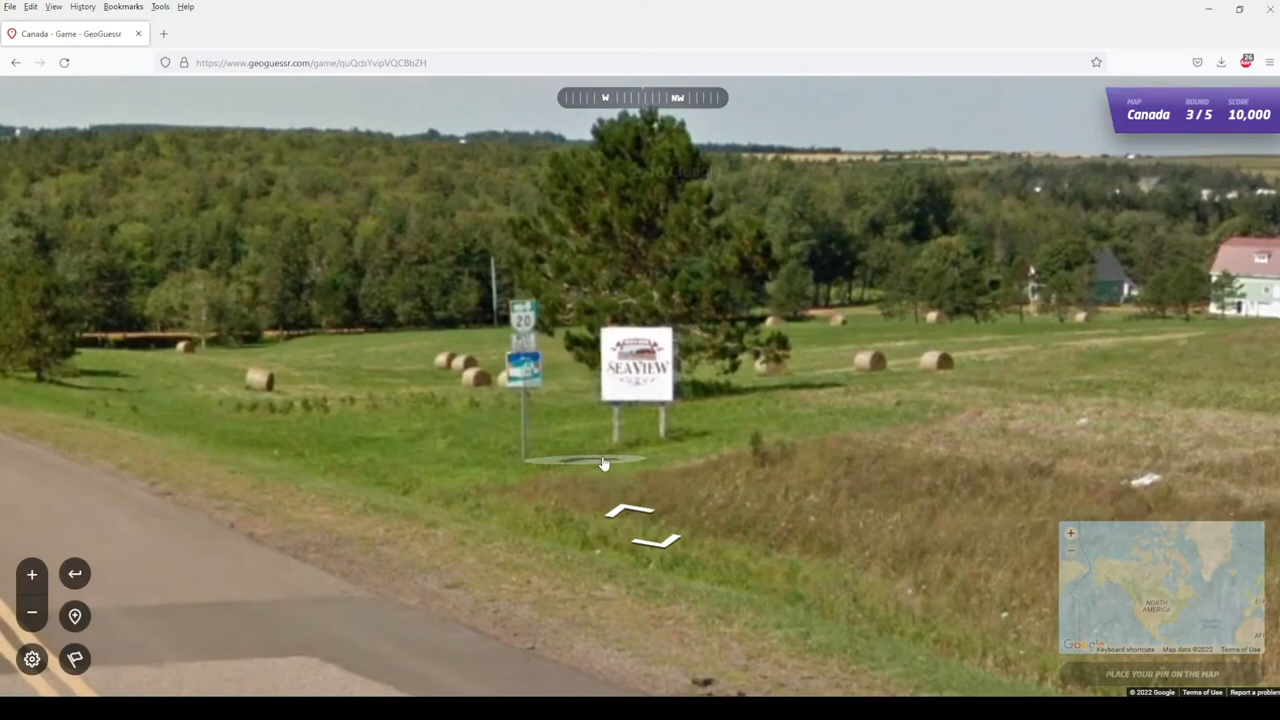 File Edit View History Bookmarks Tools Help
Canada - Game - GeoGuessr
https://www.geoguessr.com/game/quQcbYvipVQCBbZH
26
W NW
MAP ROUND SCORE
Canada 3 / 5 10,000
20
SEAVIEW
NORTH
AMERICA
Google
Keyboard shortcuts Map data ©2022 Terms of Use
PLACE YOUR PIN ON THE MAP
© 2022 Google Terms of Use Report a problem